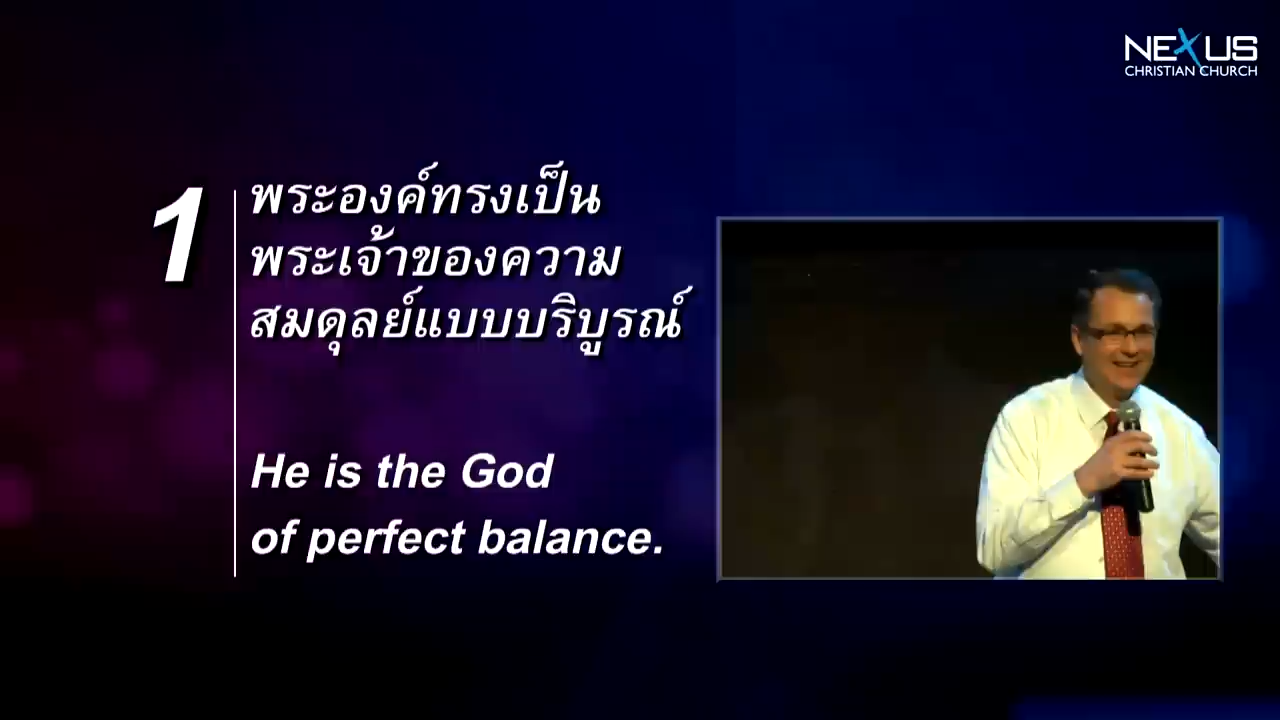 NEXUS
CHRISTIAN CHURCH
1
พระองค์ทรงเป็น
พระเจ้าของความ
สมดุลย์แบบบริบูรณ์
He is the God
of perfect balance.